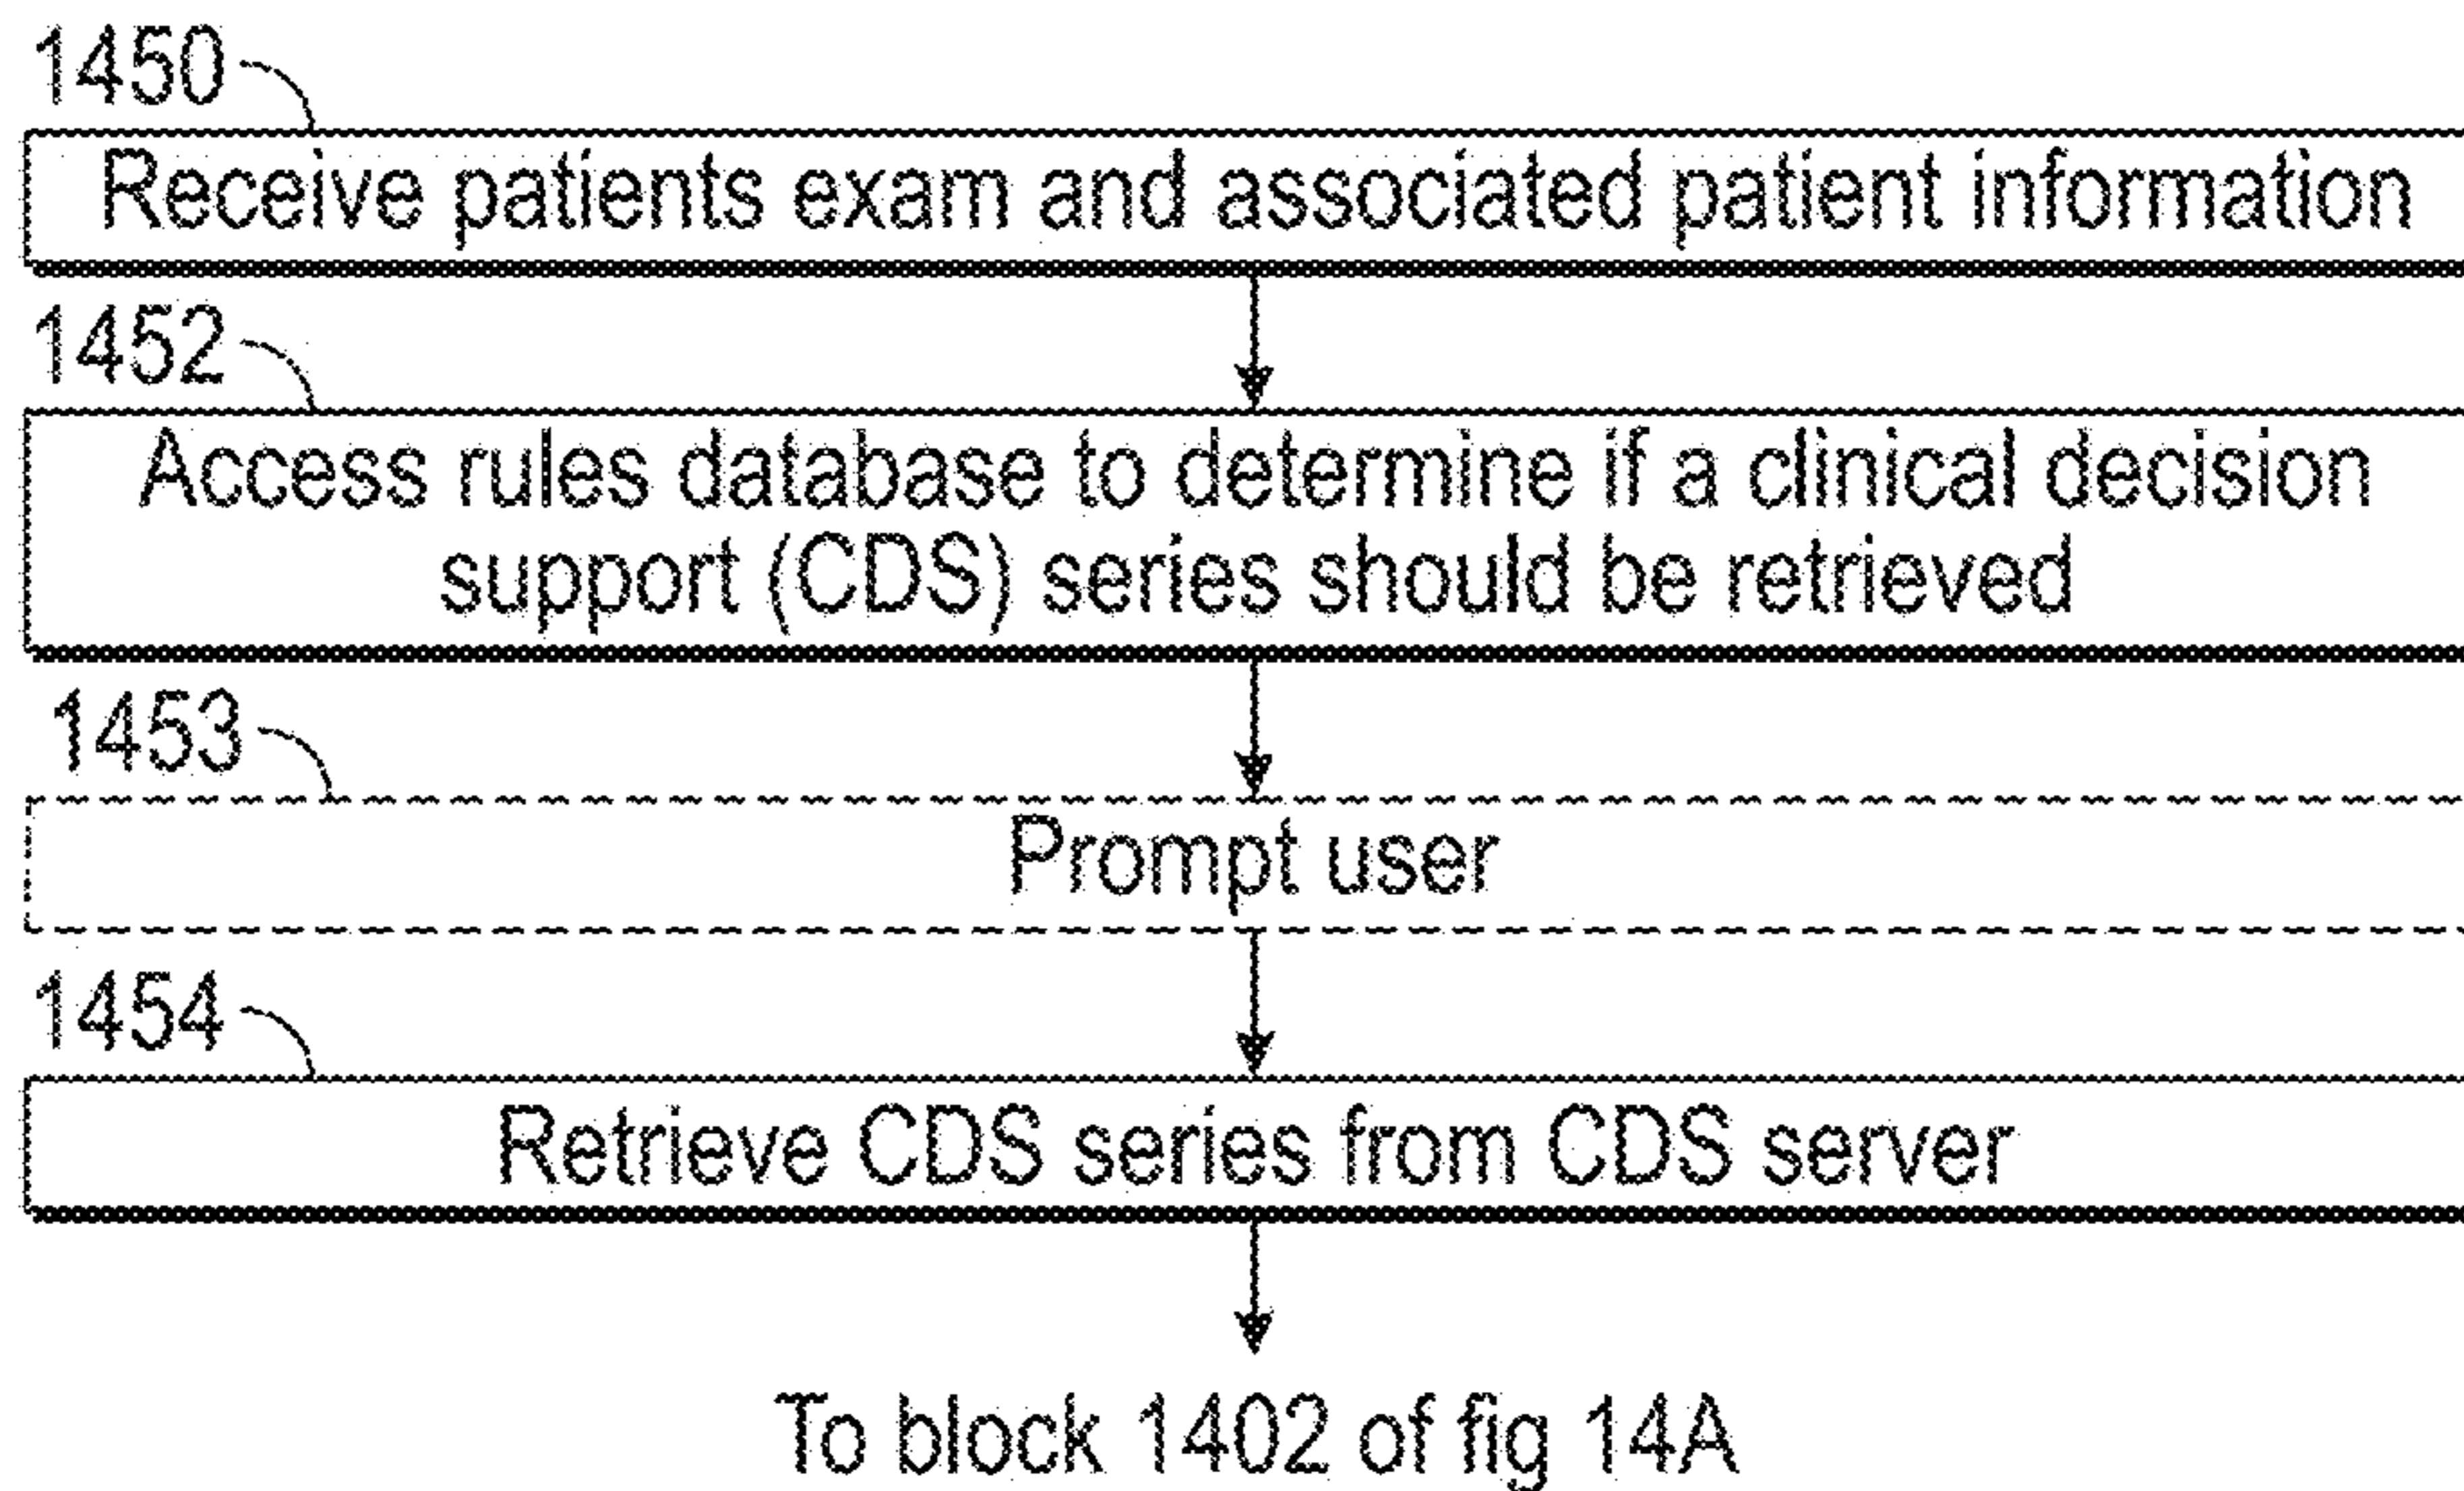 1450
Receive patients exam and associated patient information
1452
Access rules database to determine if a clinical decision
support (CDS) series should be retrieved
1453
Prompt user
1454
Retrieve CDS series from CDS server
To block 1402 of fig 14A